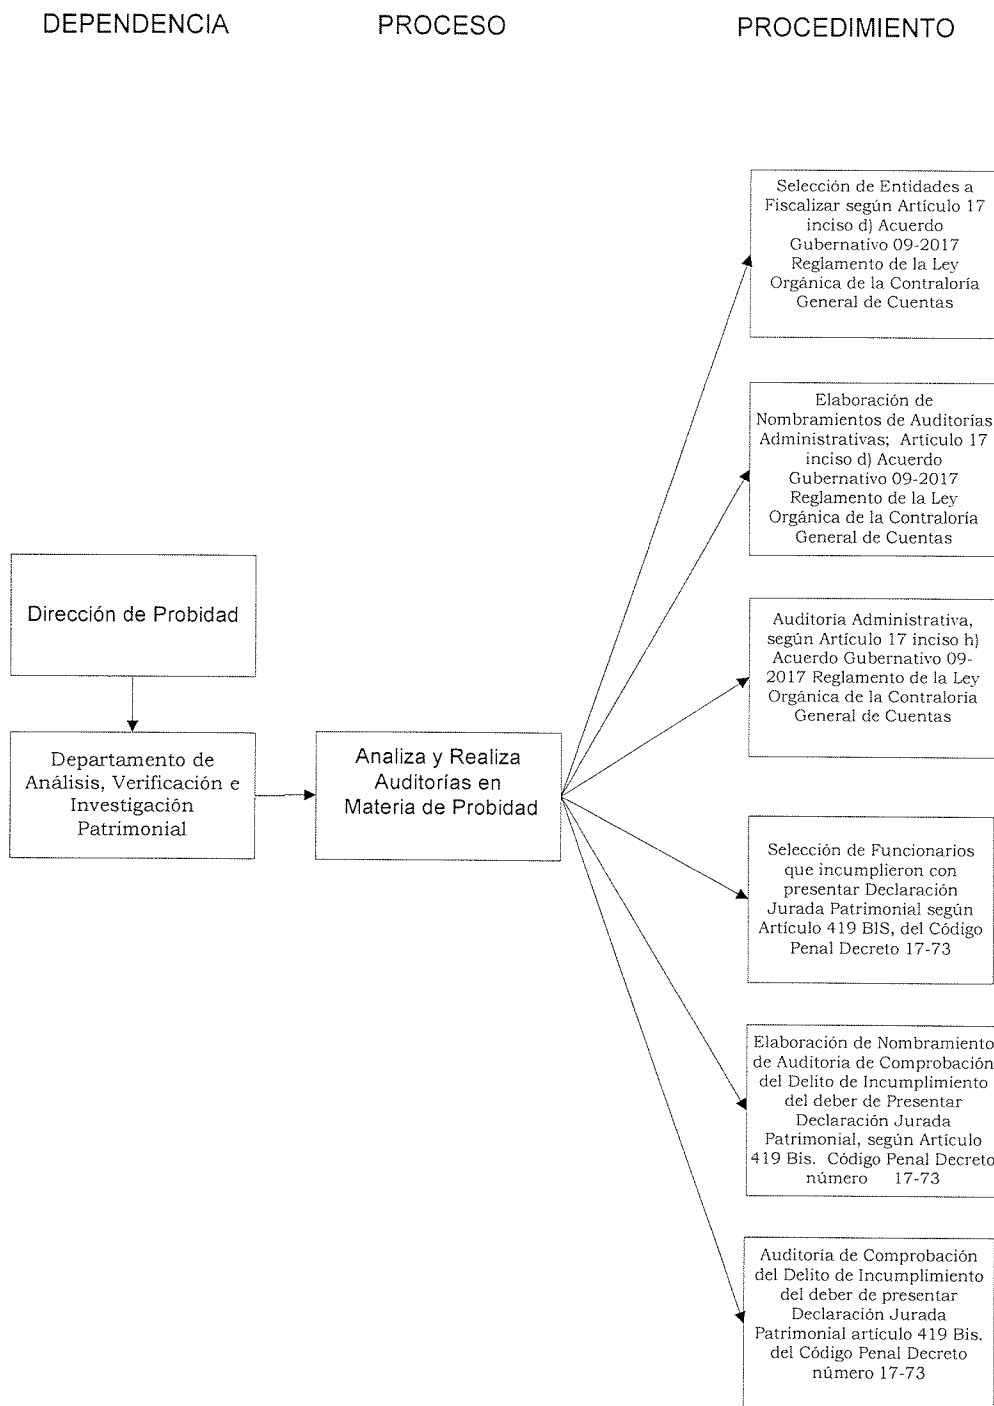 DEPENDENCIA
PROCESO
PROCEDIMIENTO
Dirección de Probidad
Departamento de
Análisis, Verificación e
Investigación
Patrimonial
Analiza y Realiza
Auditorías en
Materia de Probidad
Selección de Entidades a
Fiscalizar según Artículo 17
inciso d) Acuerdo
Gubernativo 09-2017
Reglamento de la Ley
Orgánica de la Contraloría
General de Cuentas
Elaboración de
Nombramientos de Auditorías
Administrativas; Artículo 17
inciso d) Acuerdo
Gubernativo 09-2017
Reglamento de la Ley
Orgánica de la Contraloría
General de Cuentas
Auditoría Administrativa,
según Artículo 17 inciso h)
Acuerdo Gubernativo 09-
2017 Reglamento de la Ley
Orgánica de la Contraloría
General de Cuentas
Selección de Funcionarios
que incumplieron con
presentar Declaración
Jurada Patrimonial según
Artículo 419 BIS, del Código
Penal Decreto 17-73
Elaboración de Nombramiento
de Auditoria de Comprobación
del Delito de Incumplimiento
del deber de Presentar
Declaración Jurada
Patrimonial, según Artículo
419 Bis. Código Penal Decreto
número 17-73
Auditoría de Comprobación
del Delito de Incumplimiento
del deber de presentar
Declaración Jurada
Patrimonial artículo 419 Bis.
del Código Penal Decreto
número 17-73